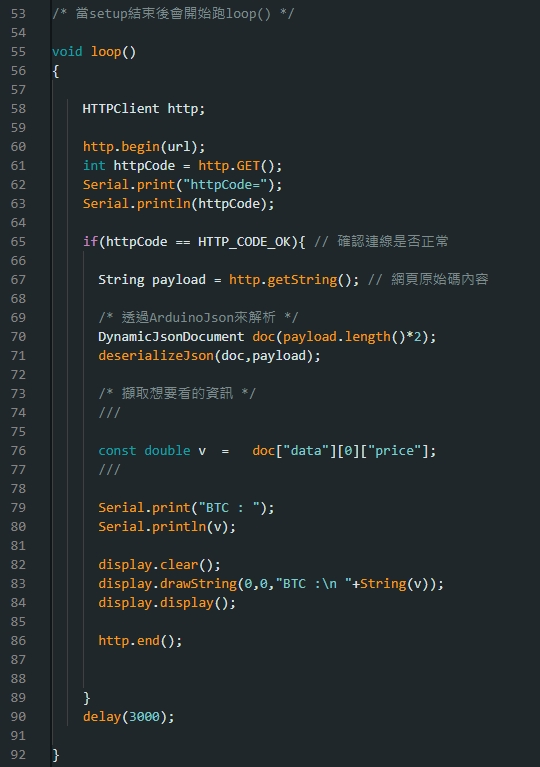 53 /* 當setup結束後會開始跑loop() */
54
55 void loop()
56 {
57
58 HTTPClient http;
59
60 http.begin(url);
61 int httpCode = http.GET();
62 Serial.print("httpCode=");
63 Serial.println(httpCode);
64
65 if(httpCode == HTTP_CODE_OK){ // 確認連線是否正常
66
67 String payload = http.getString(); // 網頁原始碼內容
68
69 /* 透過ArduinoJson來解析 */
70 DynamicJsonDocument doc(payload.length()*2);
71 deserializeJson(doc,payload);
72
73 /* 擷取想要看的資訊 */
74 ///
75
76 const double v  =   doc["data"][0]["price"];
77 ///
78
79 Serial.print("BTC : ");
80 Serial.println(v);
81
82 display.clear();
83 display.drawString(0,0,"BTC :\n "+String(v));
84 display.display();
85
86 http.end();
87
88
89 }
90 delay(3000);
91
92 }